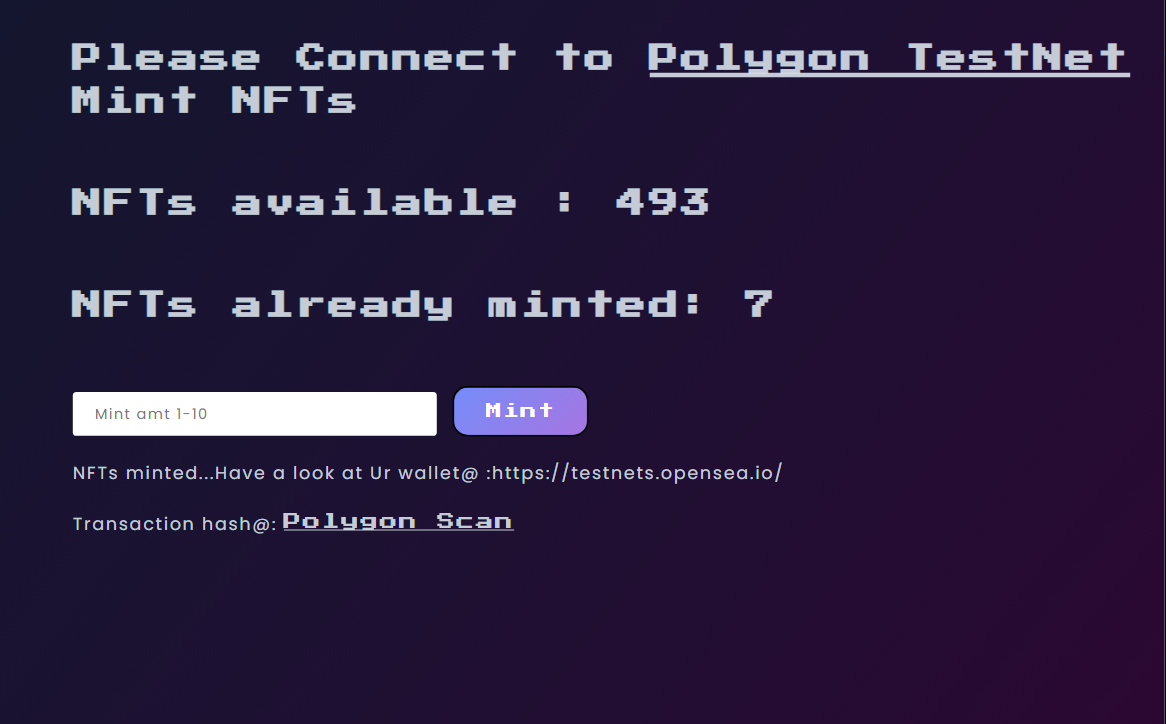 Please Connect to Polygon TestNet
Mint NFTs
NFTs available : 493
NFTs already minted: 7
Mint amt 1-10
Mint
NFTs minted...Have a look at Ur wallet@ :https://testnets.opensea.io/
Transaction hash@: Polygon Scan